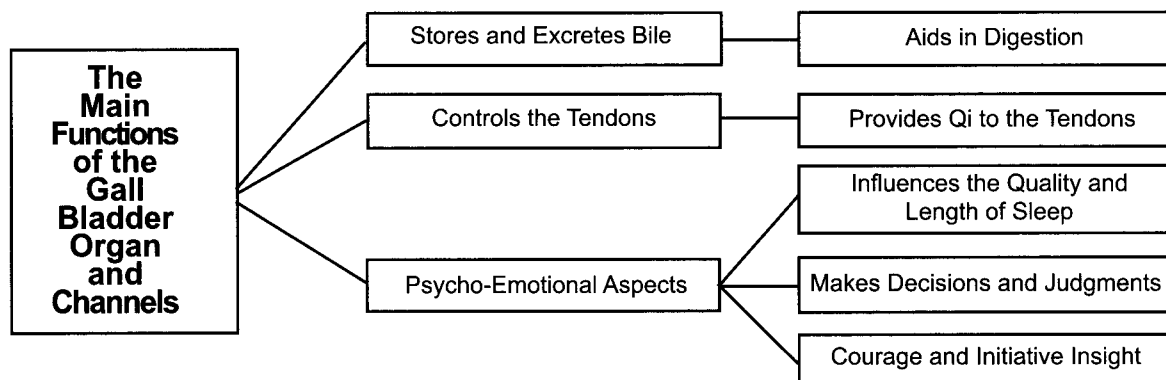 The
Main
Functions
of the
Gall
Bladder
Organ
and
Channels
Stores and Excretes Bile
Aids in Digestion
Controls the Tendons
Provides Qi to the Tendons
Psycho-Emotional Aspects
Influences the Quality and
Length of Sleep
Makes Decisions and Judgments
Courage and Initiative Insight